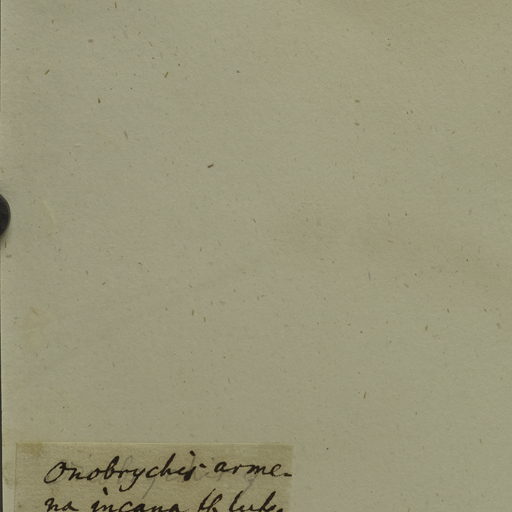 Onobrychis arme-
na incana